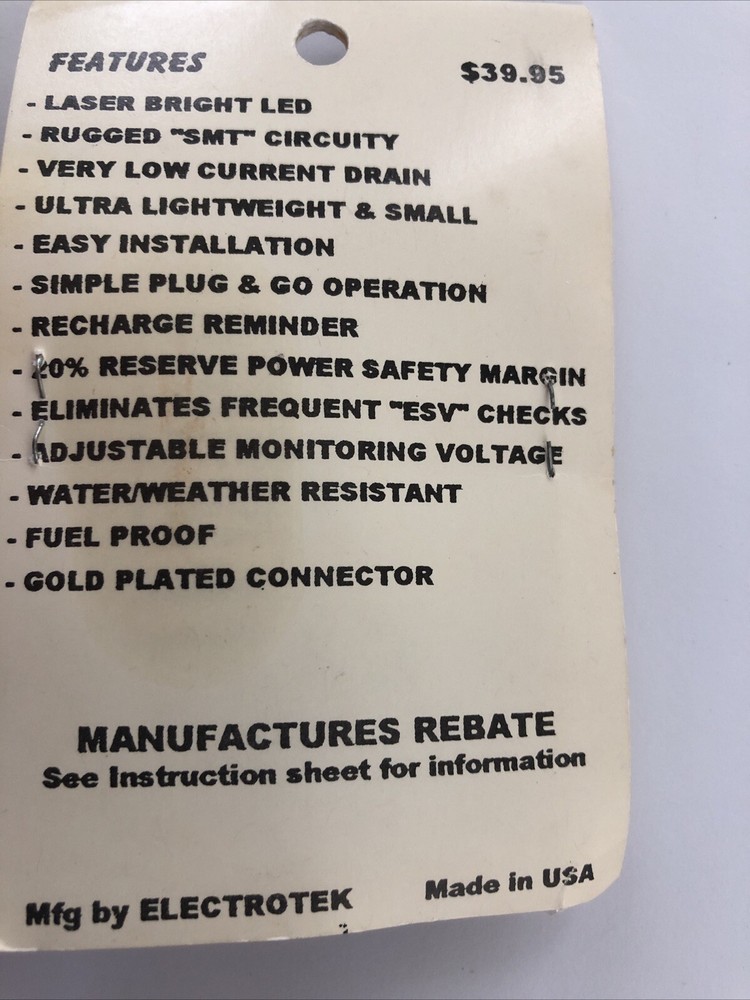 FEATURES
$39.95
- LASER BRIGHT LED
- RUGGED "SMT" CIRCUITY
- VERY LOW CURRENT DRAIN
- ULTRA LIGHTWEIGHT & SMALL
- EASY INSTALLATION
- SIMPLE PLUG & GO OPERATION
- RECHARGE REMINDER
- 20% RESERVE POWER SAFETY MARGIN
- ELIMINATES FREQUENT "ESV" CHECKS
- ADJUSTABLE MONITORING VOLTAGE
- WATER/WEATHER RESISTANT
- FUEL PROOF
- GOLD PLATED CONNECTOR
MANUFACTURES REBATE
See Instruction sheet for information
Mfg by ELECTROTEK
Made in USA